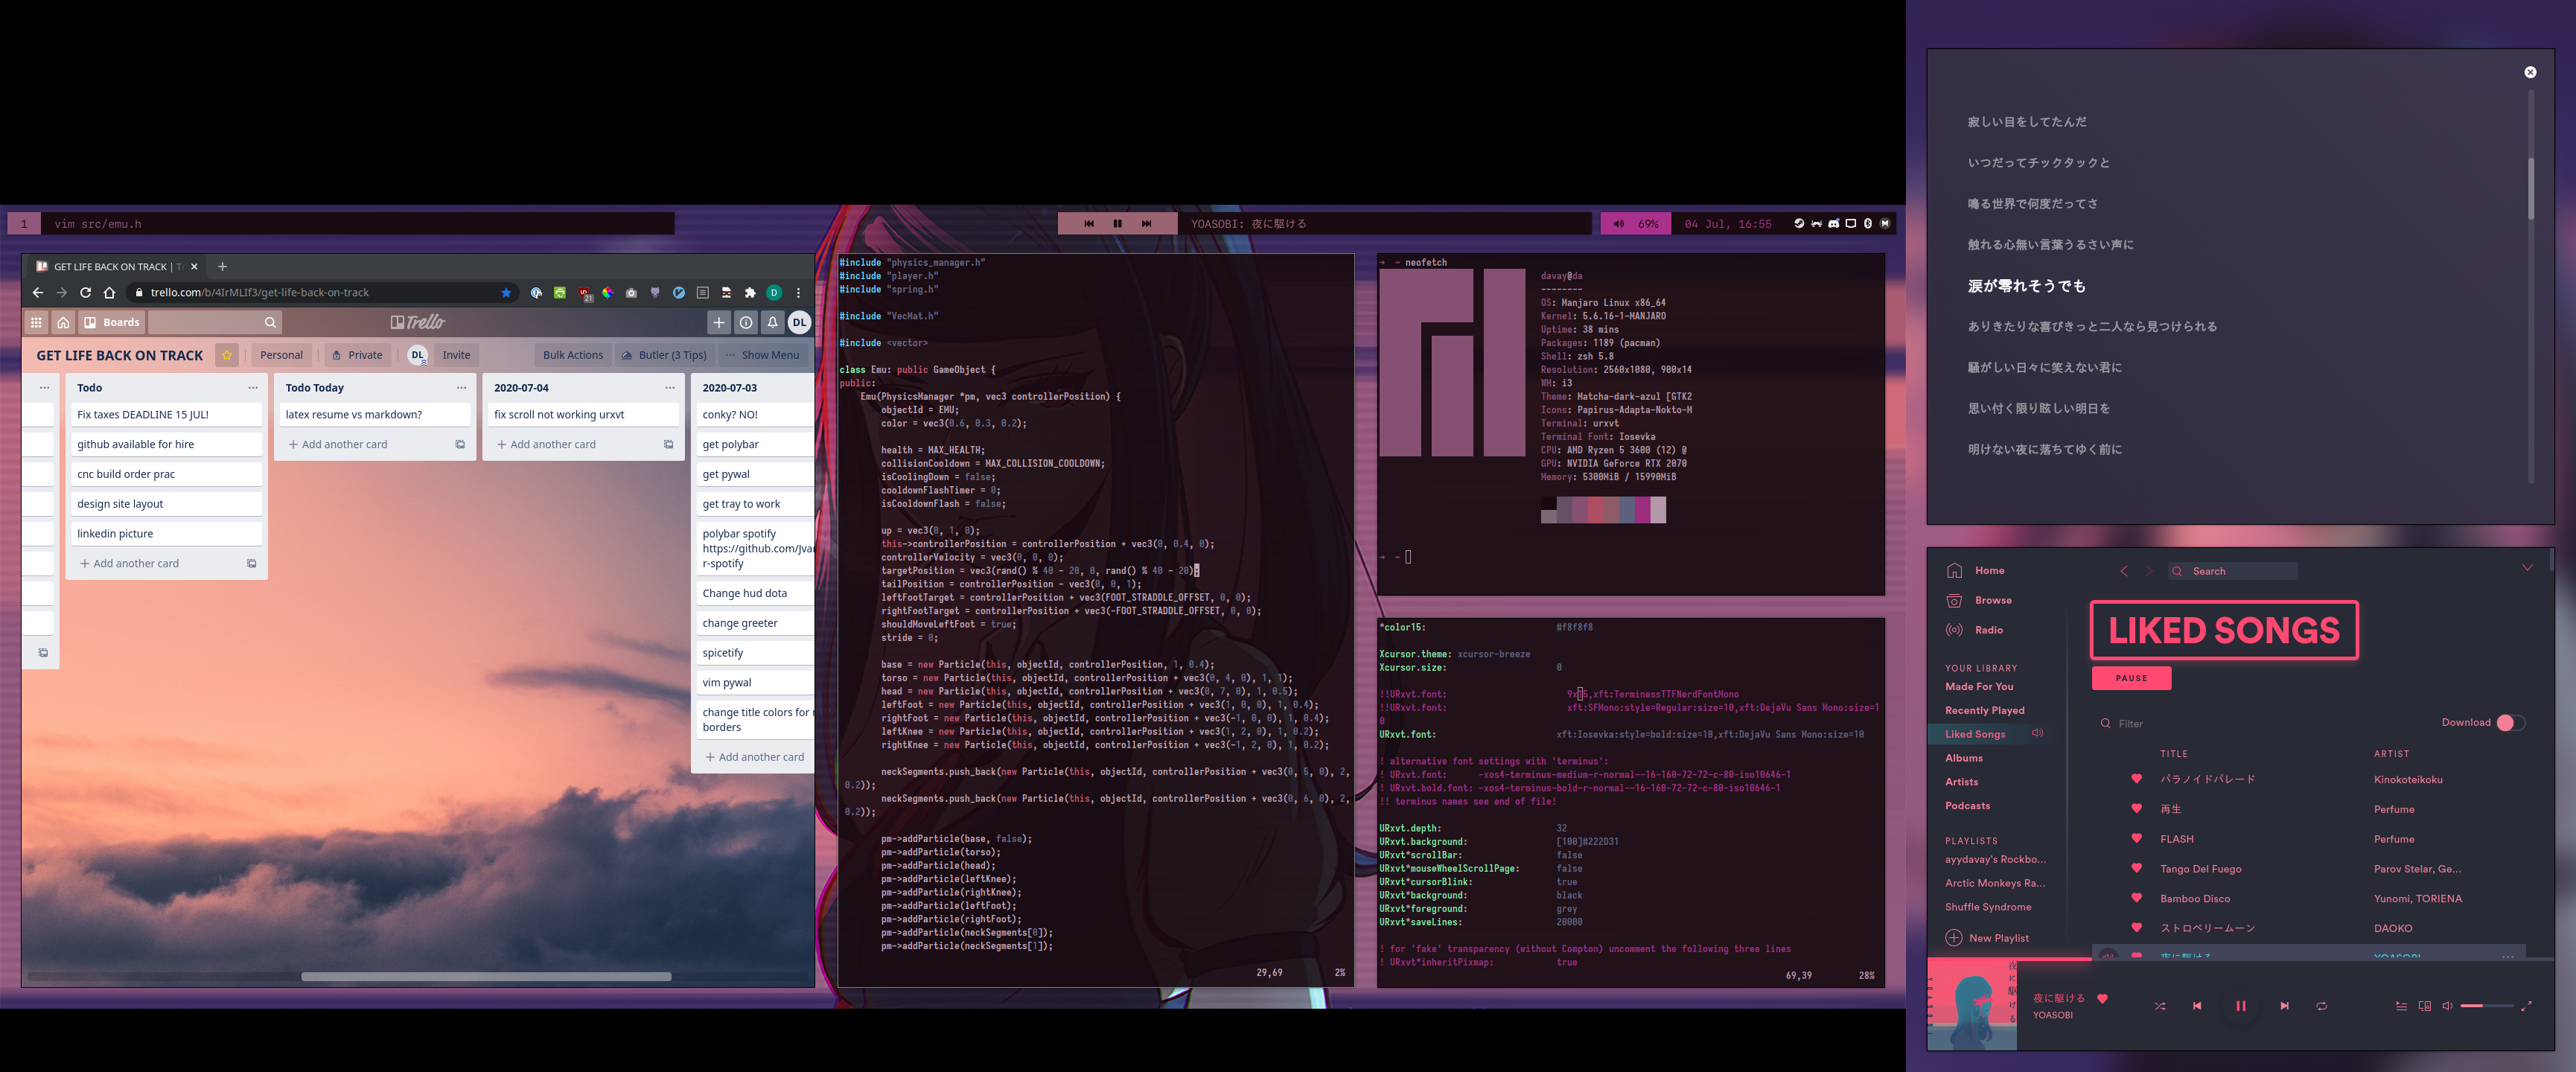 1 vim src/emu.h
YOASOBI: 夜に駆ける
69%
04 Jul, 16:55
GET LIFE BACK ON TRACK | T
trello.com/b/4IrMLIf3/get-life-back-on-track
21
D
Boards
Trello
DL
GET LIFE BACK ON TRACK
Personal
Private
DL
Invite
Bulk Actions
Butler (3 Tips)
Show Menu
Todo
Fix taxes DEADLINE 15 JUL!
github available for hire
cnc build order prac
design site layout
linkedin picture
Add another card
Todo Today
latex resume vs markdown?
Add another card
2020-07-04
fix scroll not working urxvt
Add another card
2020-07-03
conky? NO!
get polybar
get pywal
get tray to work
polybar spotify
https://github.com/Jvar
r-spotify
Change hud dota
change greeter
spicetify
vim pywal
change title colors for r
borders
Add another card
#include "physics_manager.h"
#include "player.h"
#include "spring.h"
#include "VecMat.h"
#include <vector>
class Emu: public GameObject {
public:
Emu(PhysicsManager *pm, vec3 controllerPosition) {
objectId = EMU;
color = vec3(0.6, 0.3, 0.2);
health = MAX_HEALTH;
collisionCooldown = MAX_COLLISION_COOLDOWN;
isCoolingDown = false;
cooldownFlashTimer = 0;
isCooldownFlash = false;
up = vec3(0, 1, 0);
this->controllerPosition = controllerPosition + vec3(0, 0.4, 0);
controllerVelocity = vec3(0, 0, 0);
targetPosition = vec3(rand() % 40 - 20, 0, rand() % 40 - 20);
tailPosition = controllerPosition - vec3(0, 0, 1);
leftFootTarget = controllerPosition + vec3(FOOT_STRADDLE_OFFSET, 0, 0);
rightFootTarget = controllerPosition + vec3(-FOOT_STRADDLE_OFFSET, 0, 0);
shouldMoveLeftFoot = true;
stride = 0;
base = new Particle(this, objectId, controllerPosition, 1, 0.4);
torso = new Particle(this, objectId, controllerPosition + vec3(0, 4, 0), 1, 1);
head = new Particle(this, objectId, controllerPosition + vec3(0, 7, 0), 1, 0.5);
leftFoot = new Particle(this, objectId, controllerPosition + vec3(1, 0, 0), 1, 0.4);
rightFoot = new Particle(this, objectId, controllerPosition + vec3(-1, 0, 0), 1, 0.4);
leftKnee = new Particle(this, objectId, controllerPosition + vec3(1, 2, 0), 1, 0.2);
rightKnee = new Particle(this, objectId, controllerPosition + vec3(-1, 2, 0), 1, 0.2);
neckSegments.push_back(new Particle(this, objectId, controllerPosition + vec3(0, 5, 0), 2,
0.2));
neckSegments.push_back(new Particle(this, objectId, controllerPosition + vec3(0, 6, 0), 2,
0.2));
pm->addParticle(base, false);
pm->addParticle(torso);
pm->addParticle(head);
pm->addParticle(leftKnee);
pm->addParticle(rightKnee);
pm->addParticle(leftFoot);
pm->addParticle(rightFoot);
pm->addParticle(neckSegments[0]);
pm->addParticle(neckSegments[1]);
29,69 2%
→ ~ neofetch
davay@da
--------
OS: Manjaro Linux x86_64
Kernel: 5.6.16-1-MANJARO
Uptime: 38 mins
Packages: 1189 (pacman)
Shell: zsh 5.8
Resolution: 2560x1080, 900x14
WM: i3
Theme: Matcha-dark-azul [GTK2
Icons: Papirus-Adapta-Nokto-M
Terminal: urxvt
Terminal Font: Iosevka
CPU: AMD Ryzen 5 3600 (12) @
GPU: NVIDIA GeForce RTX 2070
Memory: 5300MiB / 15990MiB
→ ~
*color15: #f8f8f8
Xcursor.theme: xcursor-breeze
Xcursor.size: 0
!!URxvt.font: 9x15,xft:TerminessTTFNerdFontMono
!!URxvt.font: xft:SFMono:style=Regular:size=10,xft:DejaVu Sans Mono:size=1
0
URxvt.font: xft:Iosevka:style=bold:size=10,xft:DejaVu Sans Mono:size=10
! alternative font settings with 'terminus':
! URxvt.font: -xos4-terminus-medium-r-normal--16-160-72-72-c-80-iso10646-1
! URxvt.bold.font: -xos4-terminus-bold-r-normal--16-160-72-72-c-80-iso10646-1
!! terminus names see end of file!
URxvt.depth: 32
URxvt.background: [100]#222D31
URxvt*scrollBar: false
URxvt*mouseWheelScrollPage: false
URxvt*cursorBlink: true
URxvt*background: black
URxvt*foreground: grey
URxvt*saveLines: 20000
! for 'fake' transparency (without Compton) uncomment the following three lines
! URxvt*inheritPixmap: true
69,39 28%
寂しい目をしてたんだ
いつだってチックタックと
鳴る世界で何度だってさ
触れる心無い言葉うるさい声に
涙が零れそうでも
ありきたりな喜びきっと二人なら見つけられる
騒がしい日々に笑えない君に
思い付く限り眩しい明日を
明けない夜に落ちてゆく前に
Home
Browse
Radio
YOUR LIBRARY
Made For You
Recently Played
Liked Songs
Albums
Artists
Podcasts
PLAYLISTS
ayydavay's Rockbo...
Arctic Monkeys Ra...
Shuffle Syndrome
New Playlist
Search
LIKED SONGS
PAUSE
Filter
Download
TITLE ARTIST
パラノイドパレード Kinokoteikoku
再生 Perfume
FLASH Perfume
Tango Del Fuego Parov Stelar, Ge...
Bamboo Disco Yunomi, TORIENA
ストロベリームーン DAOKO
夜に駆ける YOASOBI
夜に駆ける
夜に駆ける
YOASOBI